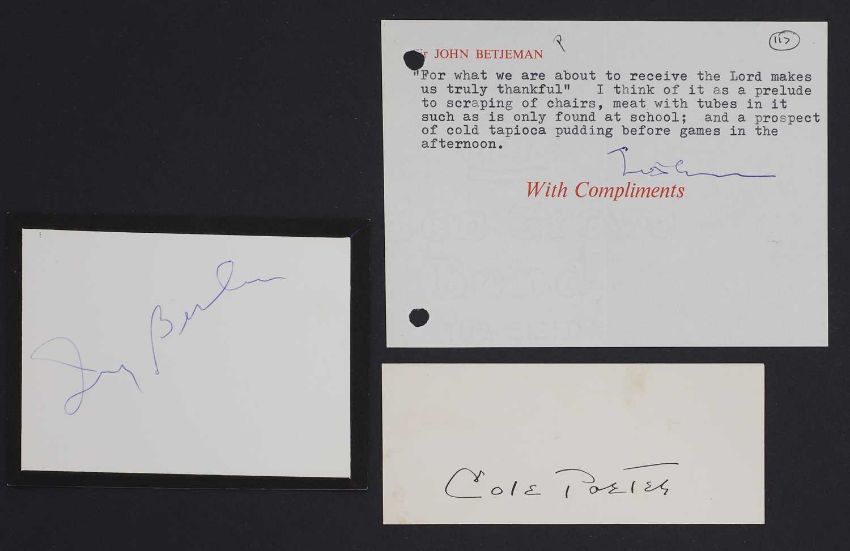 Sir JOHN BETJEMAN
117
"For what we are about to receive the Lord makes
us truly thankful" I think of it as a prelude
to scraping of chairs, meat with tubes in it
such as is only found at school; and a prospect
of cold tapioca pudding before games in the
afternoon.
With Compliments
Irving Berlin
Cole Porter